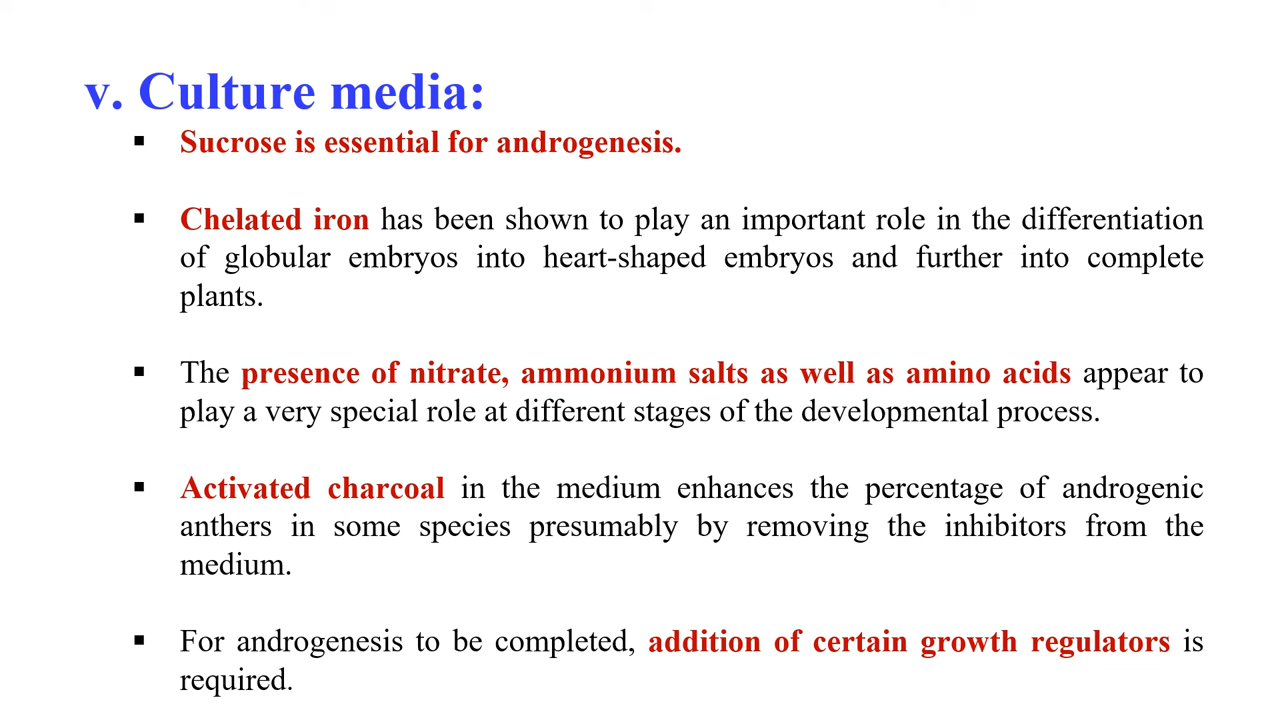 v. Culture media:
▪ Sucrose is essential for androgenesis.
▪ Chelated iron has been shown to play an important role in the differentiation
of globular embryos into heart-shaped embryos and further into complete
plants.
▪ The presence of nitrate, ammonium salts as well as amino acids appear to
play a very special role at different stages of the developmental process.
▪ Activated charcoal in the medium enhances the percentage of androgenic
anthers in some species presumably by removing the inhibitors from the
medium.
▪ For androgenesis to be completed, addition of certain growth regulators is
required.